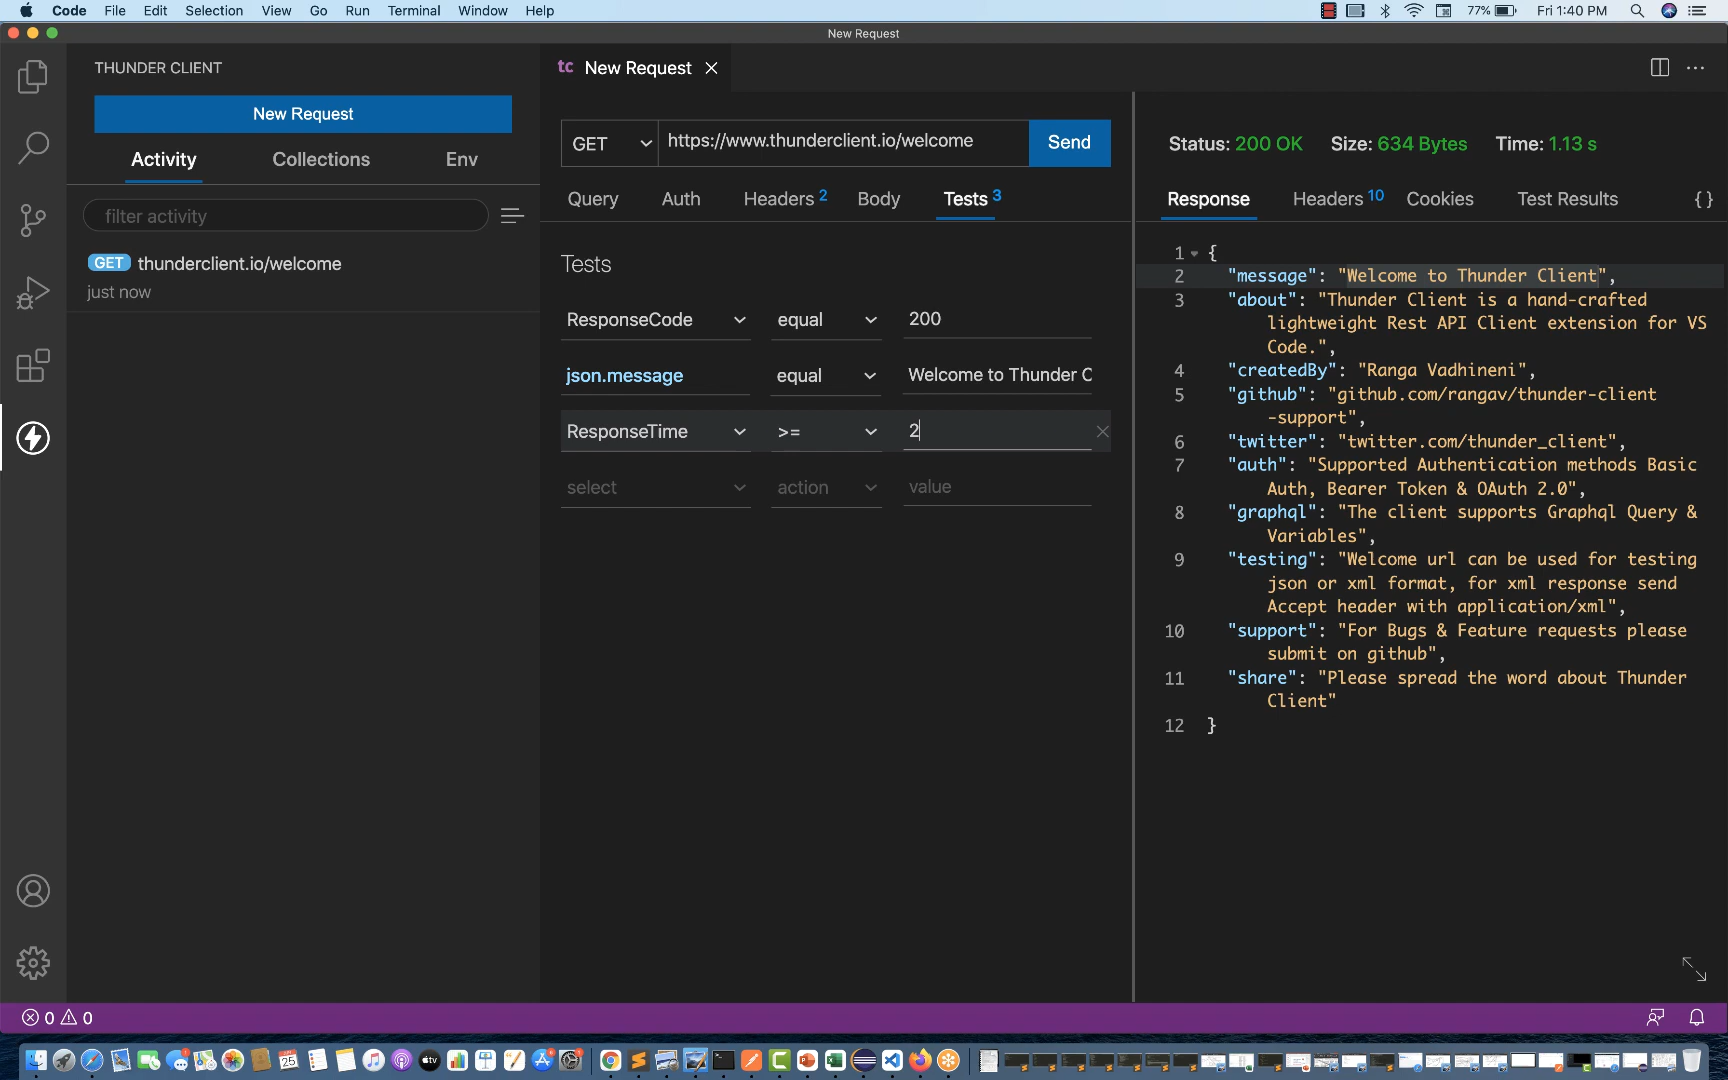 Code File Edit Selection View Go Run Terminal Window Help
77% Fri 1:40 PM
New Request
THUNDER CLIENT
New Request
Activity Collections Env
filter activity
GET thunderclient.io/welcome
just now
tc New Request
GET https://www.thunderclient.io/welcome Send
Query Auth Headers 2 Body Tests 3
Tests
ResponseCode equal 200
json.message equal Welcome to Thunder C
ResponseTime >= 2
select action value
Status: 200 OK Size: 634 Bytes Time: 1.13 s
Response Headers 10 Cookies Test Results { }
1 {
2 "message": "Welcome to Thunder Client",
3 "about": "Thunder Client is a hand-crafted
lightweight Rest API Client extension for VS
Code.",
4 "createdBy": "Ranga Vadhineni",
5 "github": "github.com/rangav/thunder-client
-support",
6 "twitter": "twitter.com/thunder_client",
7 "auth": "Supported Authentication methods Basic
Auth, Bearer Token & OAuth 2.0",
8 "graphql": "The client supports Graphql Query &
Variables",
9 "testing": "Welcome url can be used for testing
json or xml format, for xml response send
Accept header with application/xml",
10 "support": "For Bugs & Feature requests please
submit on github",
11 "share": "Please spread the word about Thunder
Client"
12 }
0 0
25
tv